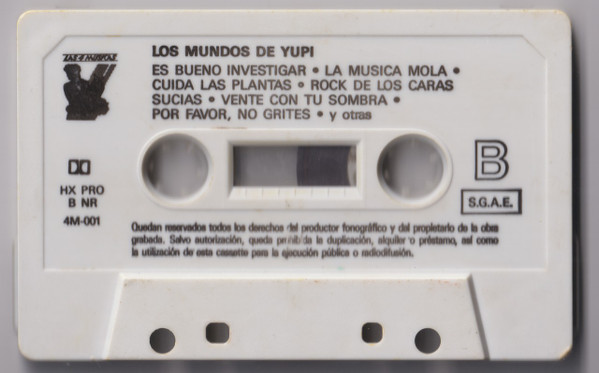 LOS MUNDOS DE YUPI
ES BUENO INVESTIGAR • LA MUSICA MOLA •
CUIDA LAS PLANTAS • ROCK DE LOS CARAS
SUCIAS • VENTE CON TU SOMBRA •
POR FAVOR, NO GRITES • y otras
HX PRO
B NR
4M-001
B
S.G.A.E.
Quedan reservados todos los derechos del productor fonográfico y del propietario de la obra
grabada. Salvo autorización, queda prohibida la duplicación, alquiler o préstamo, así como
la utilización de este cassette para la ejecución pública o radiodifusión.